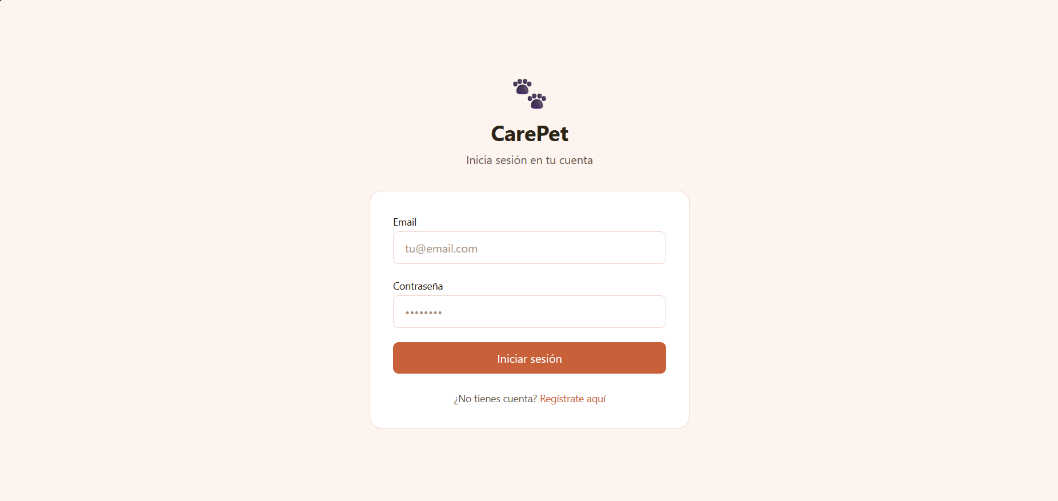 CarePet
Inicia sesión en tu cuenta
Email
tu@email.com
Contraseña
••••••••
Iniciar sesión
¿No tienes cuenta? Regístrate aquí